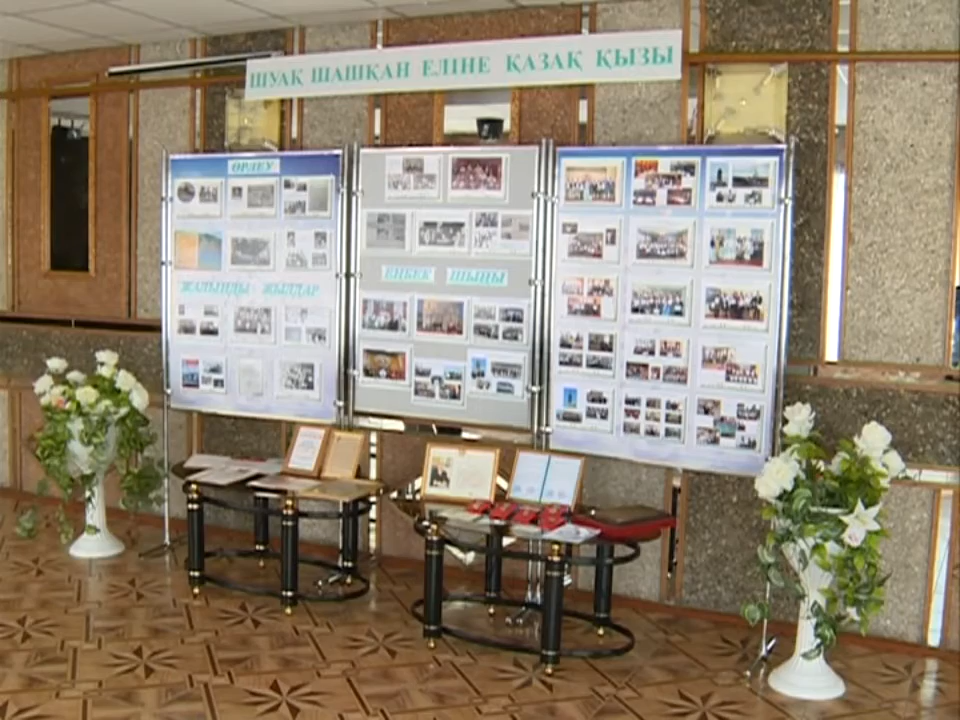 ШУАҚ ШАШҚАН ЕЛІНЕ ҚАЗАҚ ҚЫЗЫ
ӨРЛЕУ
ЖАЛЫНДЫ ЖЫЛДАР
ЕҢБЕК ШЫҢЫ